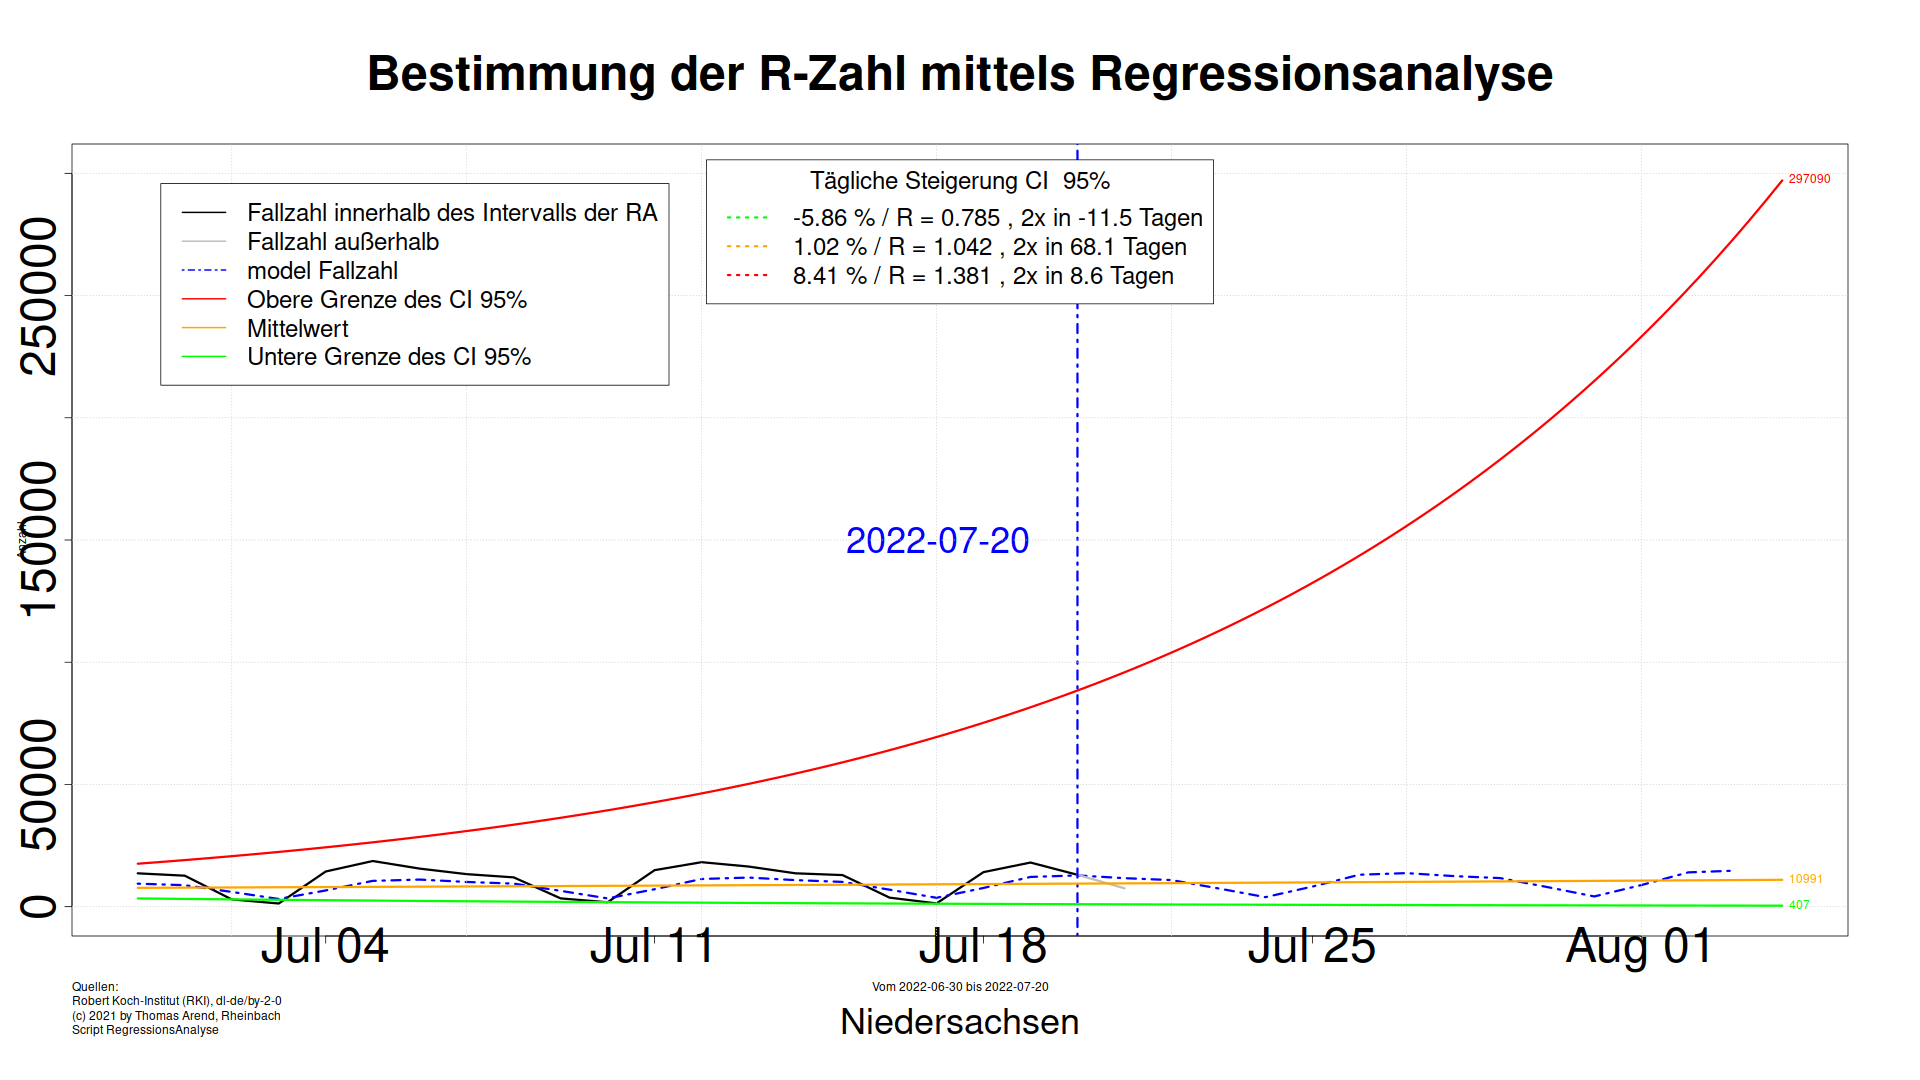 Bestimmung der R-Zahl mittels Regressionsanalyse
Fallzahl innerhalb des Intervalls der RA
Fallzahl außerhalb
model Fallzahl
Obere Grenze des CI 95%
Mittelwert
Untere Grenze des CI 95%
Tägliche Steigerung CI 95%
-5.86 % / R = 0.785 , 2x in -11.5 Tagen
1.02 % / R = 1.042 , 2x in 68.1 Tagen
8.41 % / R = 1.381 , 2x in 8.6 Tagen
297090
250000
150000
50000
0
Anzahl
2022-07-20
10991
407
Jul 04
Jul 11
Jul 18
Jul 25
Aug 01
Quellen:
Robert Koch-Institut (RKI), dl-de/by-2-0
(c) 2021 by Thomas Arend, Rheinbach
Script RegressionsAnalyse
Vom 2022-06-30 bis 2022-07-20
Niedersachsen